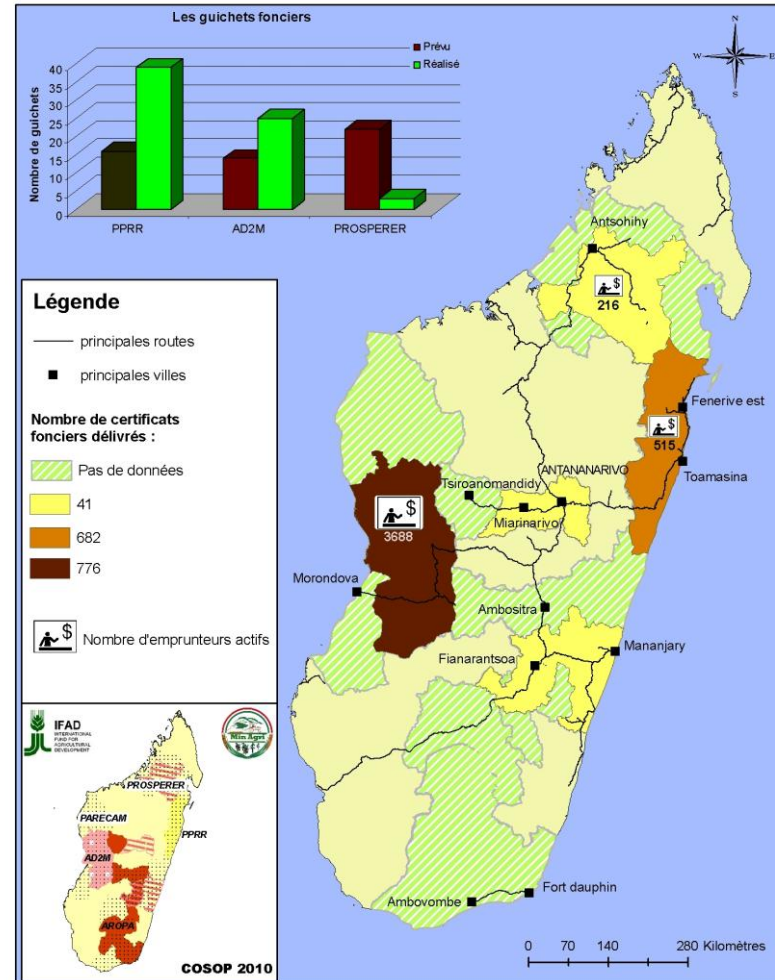 Les guichets fonciers
Prévu
Réalisé
Nombre de guichets
40
35
30
25
20
15
10
5
0
PPRR
AD2M
PROSPERER
N
W
E
S
Légende
principales routes
principales villes
Nombre de certificats
fonciers délivrés :
Pas de données
41
682
776
$
Nombre d'emprunteurs actifs
Antsohihy
$
216
Fenerive est
$
515
Toamasina
ANTANANARIVO
Tsiroanomandidy
Miarinarivo
$
3688
Morondova
Ambositra
Mananjary
Fianarantsoa
Fort dauphin
Ambovombe
0 70 140 280 Kilomètres
IFAD
INTERNATIONAL
FUND FOR
AGRICULTURAL
DEVELOPMENT
Min Agri
PROSPERER
PARECAM
PPRR
AD2M
AROPA
COSOP 2010